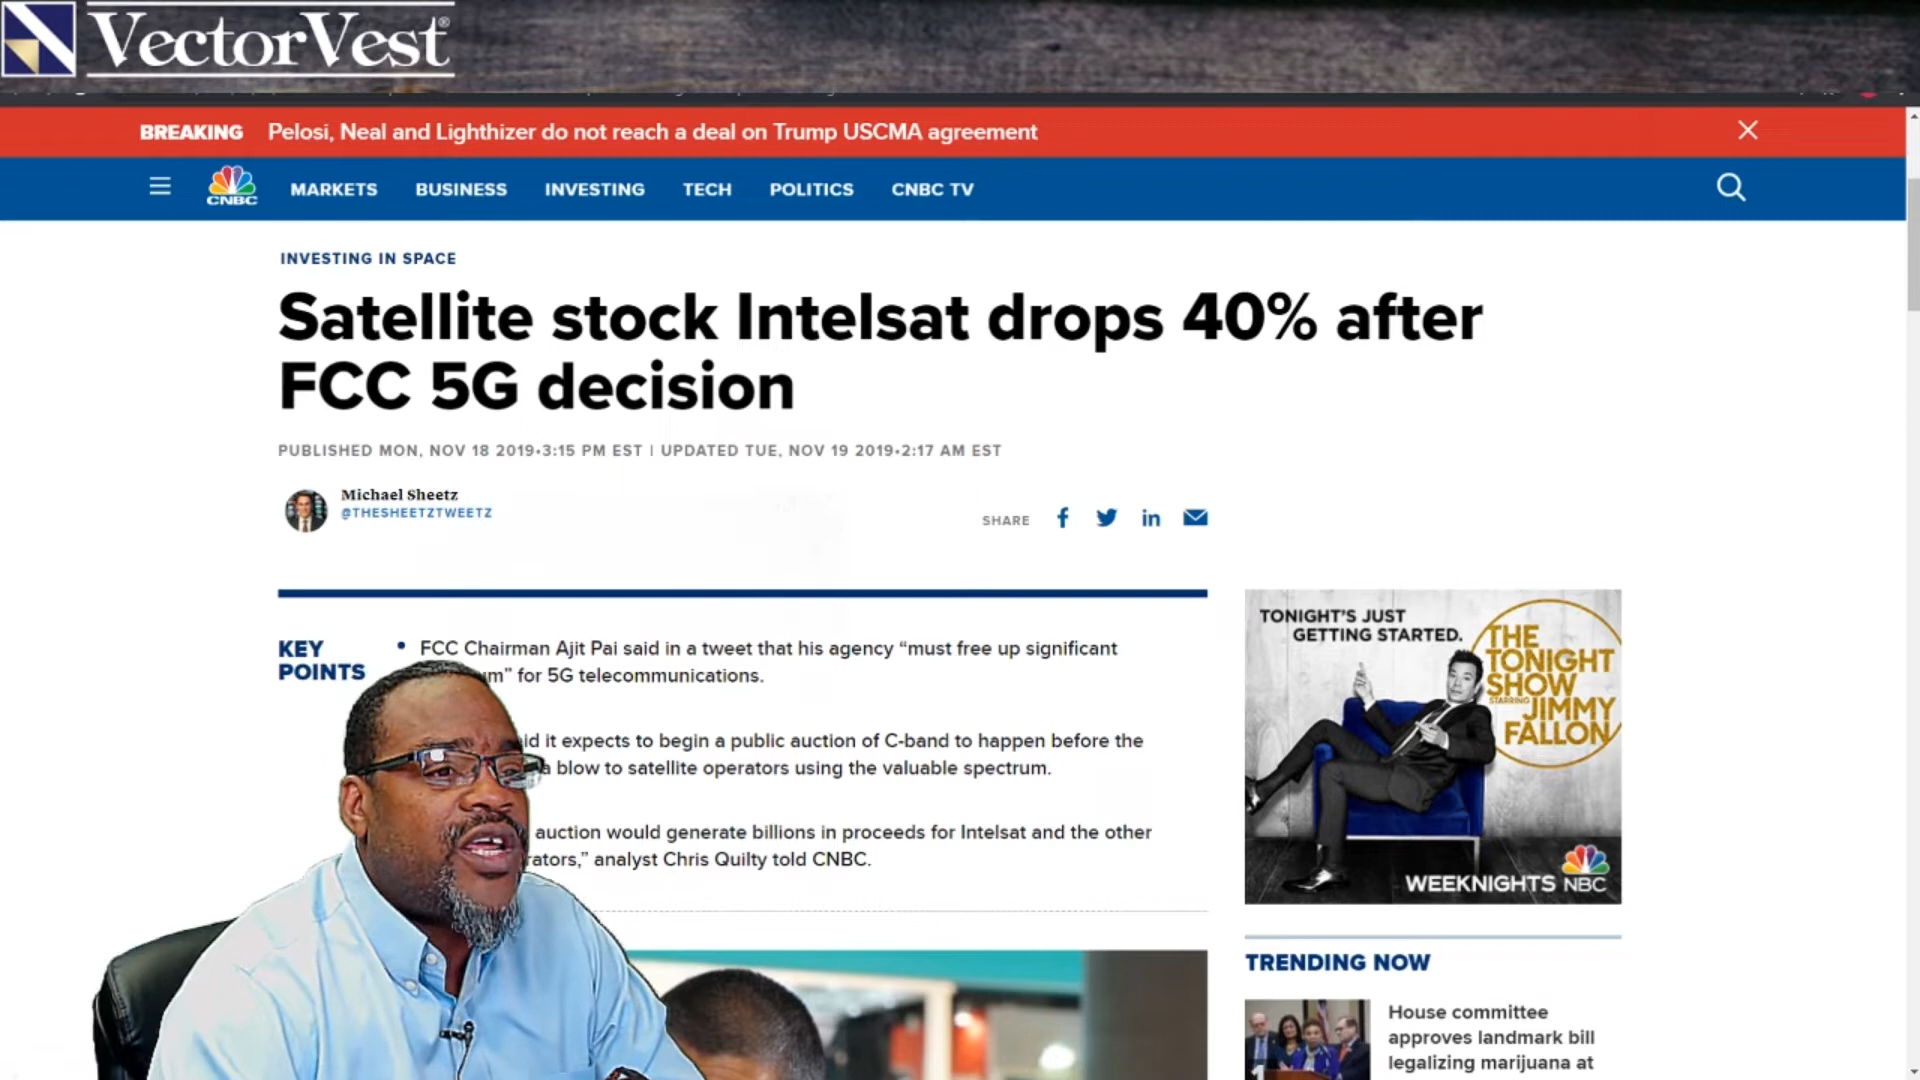 VectorVest®
BREAKING Pelosi, Neal and Lighthizer do not reach a deal on Trump USCMA agreement
CNBC MARKETS BUSINESS INVESTING TECH POLITICS CNBC TV
INVESTING IN SPACE
Satellite stock Intelsat drops 40% after
FCC 5G decision
PUBLISHED MON, NOV 18 2019•3:15 PM EST | UPDATED TUE, NOV 19 2019•2:17 AM EST
Michael Sheetz
@THESHEETZTWEETZ
SHARE
KEY
POINTS
• FCC Chairman Ajit Pai said in a tweet that his agency “must free up significant
um” for 5G telecommunications.
id it expects to begin a public auction of C-band to happen before the
a blow to satellite operators using the valuable spectrum.
auction would generate billions in proceeds for Intelsat and the other
rators,” analyst Chris Quilty told CNBC.
TONIGHT'S JUST
GETTING STARTED.
THE
TONIGHT
SHOW
STARRING
JIMMY
FALLON
WEEKNIGHTS NBC
TRENDING NOW
House committee
approves landmark bill
legalizing marijuana at